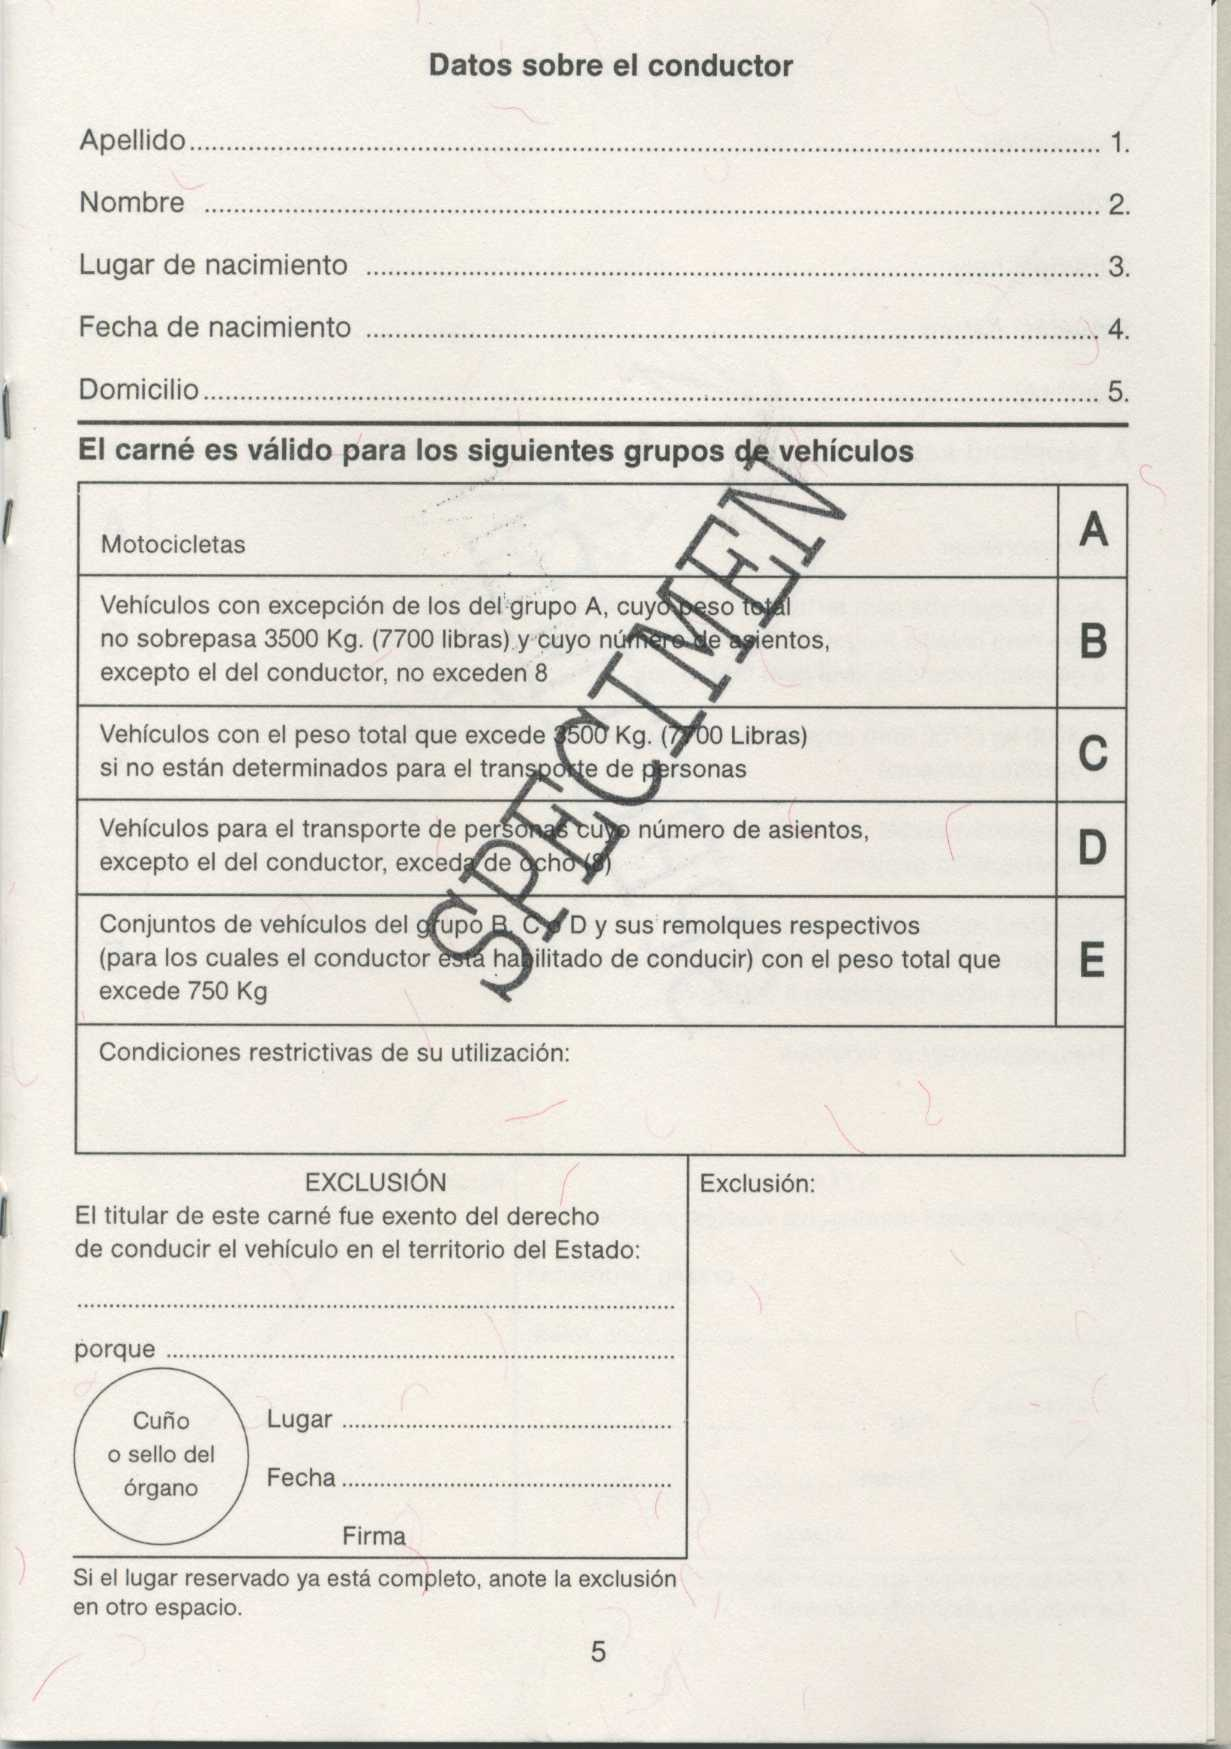 Datos sobre el conductor
Apellido 1.
Nombre 2.
Lugar de nacimiento 3.
Fecha de nacimiento 4.
Domicilio 5.
El carné es válido para los siguientes grupos de vehículos
Motocicletas A
Vehículos con excepción de los del grupo A, cuyo peso total
no sobrepasa 3500 Kg. (7700 libras) y cuyo número de asientos, B
excepto el del conductor, no exceden 8
Vehículos con el peso total que excede 3500 Kg. (7700 Libras)
si no están determinados para el transporte de personas C
Vehículos para el transporte de personas cuyo número de asientos,
excepto el del conductor, exceda de ocho (8) D
Conjuntos de vehículos del grupo B, C o D y sus remolques respectivos
(para los cuales el conductor está habilitado de conducir) con el peso total que E
excede 750 Kg
SPECIMEN
Condiciones restrictivas de su utilización:
EXCLUSIÓN
El titular de este carné fue exento del derecho
de conducir el vehículo en el territorio del Estado:
porque
Cuño
o sello del
órgano
Lugar
Fecha
Firma
Exclusión:
Si el lugar reservado ya está completo, anote la exclusión
en otro espacio.
5